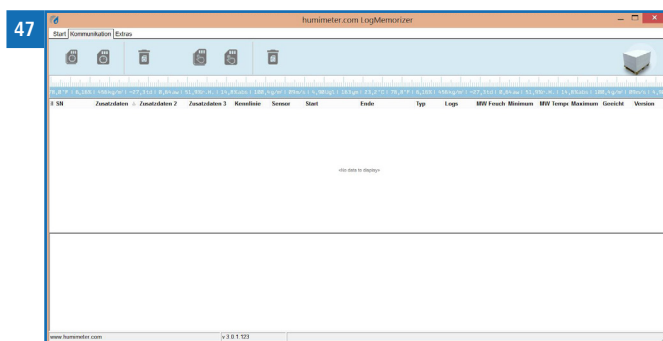 47
humimeter.com LogMemorizer
Start Kommunikation Extras
SN Zusatzdaten Zusatzdaten 2 Zusatzdaten 3 Kennlinie Sensor Start Ende Typ Logs MW Feuch Minimum MW Tempe Maximum Geeicht Version
<No data to display>
www.humimeter.com v 3.0.1.123